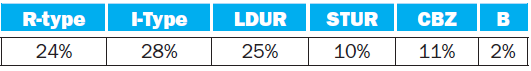 R-type I-Type LDUR STUR CBZ B
24% 28% 25% 10% 11% 2%